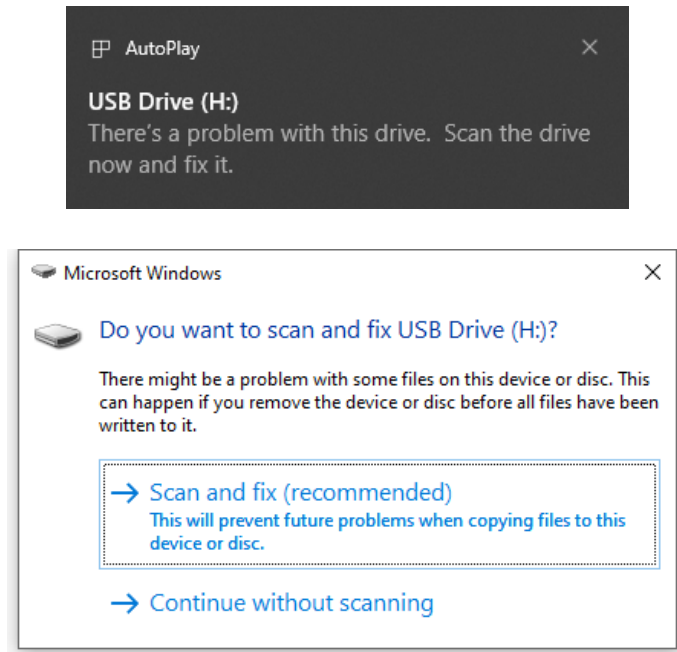 AutoPlay
USB Drive (H:)
There's a problem with this drive.  Scan the drive
now and fix it.
Microsoft Windows
Do you want to scan and fix USB Drive (H:)?
There might be a problem with some files on this device or disc. This
can happen if you remove the device or disc before all files have been
written to it.
Scan and fix (recommended)
This will prevent future problems when copying files to this
device or disc.
Continue without scanning